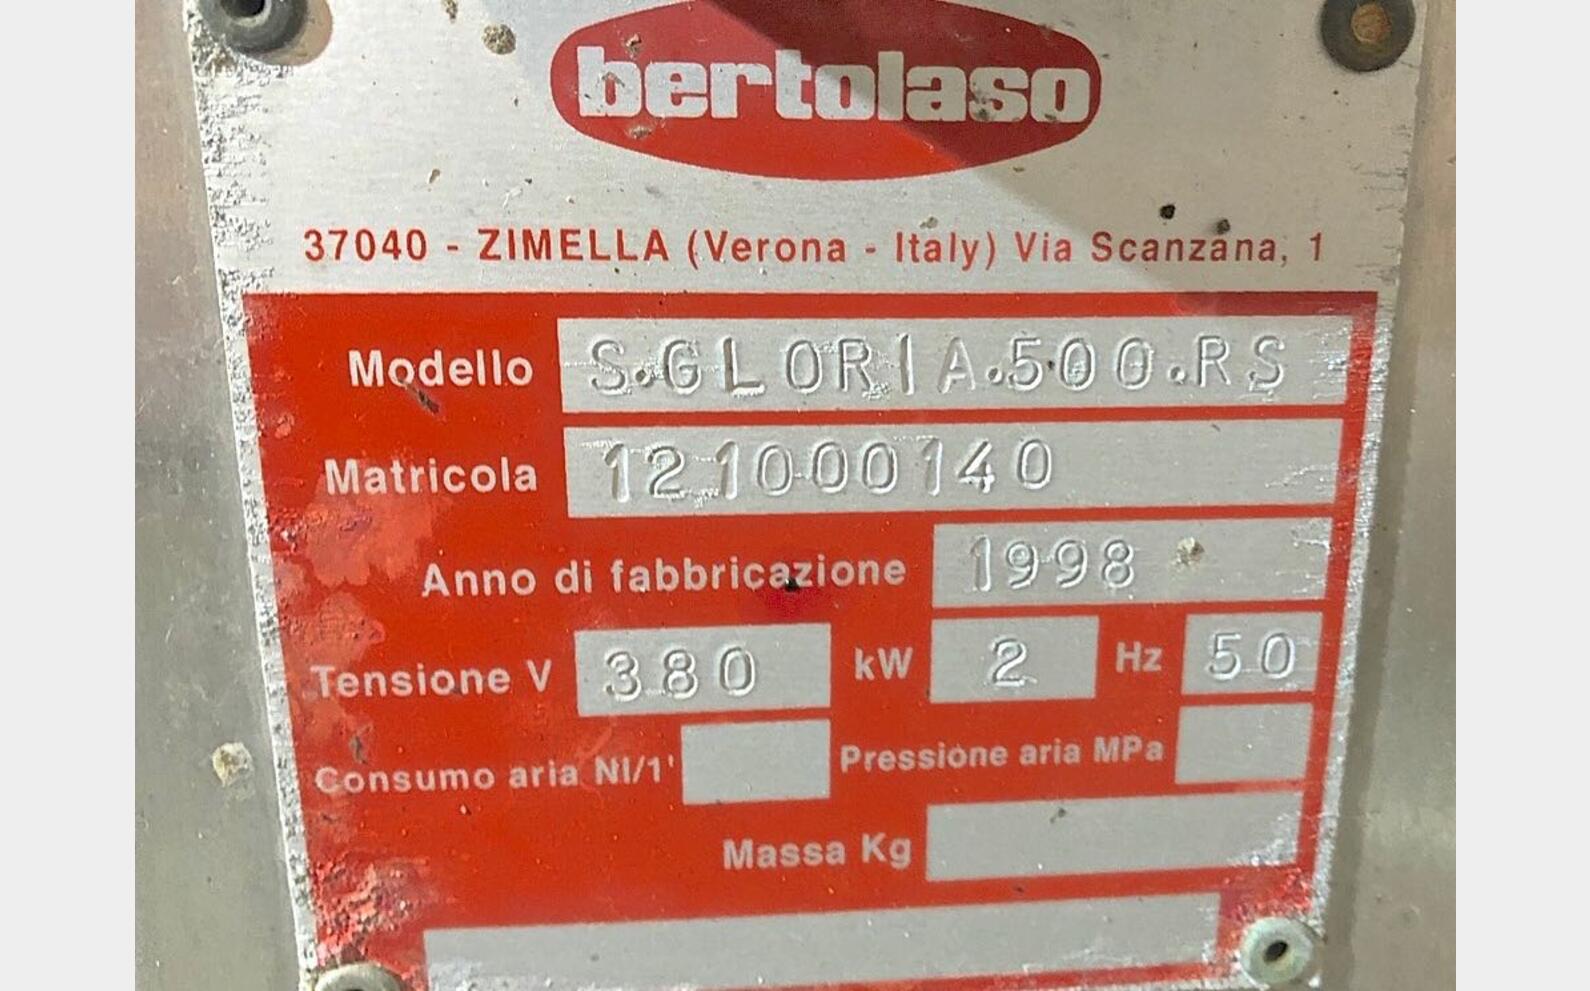 bertolaso
37040 - ZIMELLA (Verona - Italy) Via Scanzana, 1
Modello S.GLORIA.500.RS
Matricola 121000140
Anno di fabbricazione 1998
Tensione V 380 kW 2 Hz 50
Consumo aria Nl/1' Pressione aria MPa
Massa Kg